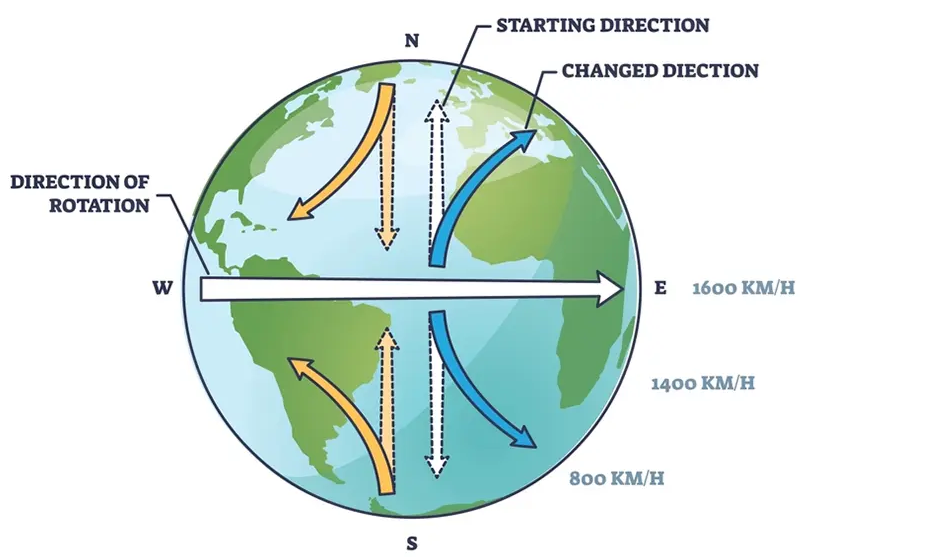 STARTING DIRECTION
N
CHANGED DIECTION
DIRECTION OF
ROTATION
W
E
1600 KM/H
1400 KM/H
800 KM/H
S